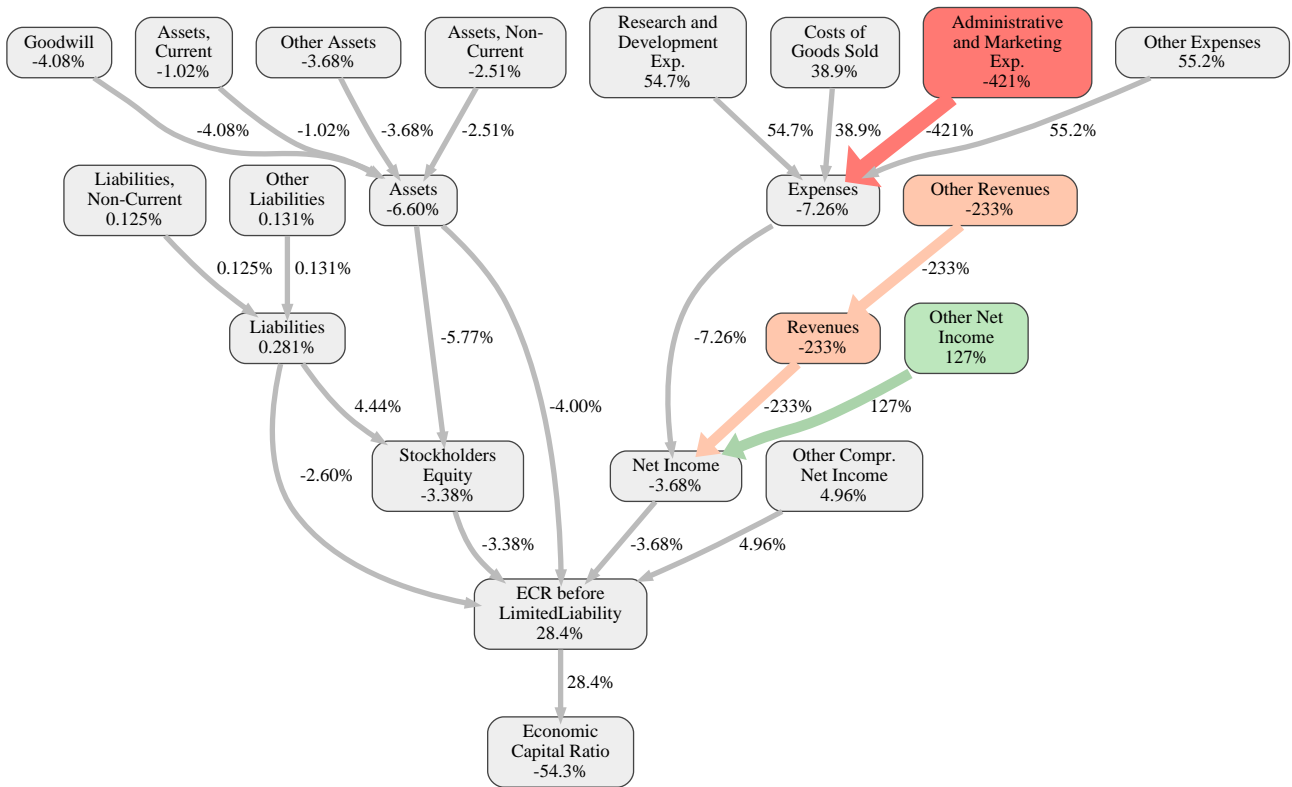 Goodwill
-4.08%
Assets,
Current
-1.02%
Other Assets
-3.68%
Assets, Non-
Current
-2.51%
Research and
Development
Exp.
54.7%
Costs of
Goods Sold
38.9%
Administrative
and Marketing
Exp.
-421%
Other Expenses
55.2%
-4.08%
-1.02%
-3.68%
-2.51%
54.7%
38.9%
-421%
55.2%
Liabilities,
Non-Current
0.125%
Other
Liabilities
0.131%
Assets
-6.60%
Expenses
-7.26%
Other Revenues
-233%
0.125%
0.131%
-233%
Liabilities
0.281%
-5.77%
-7.26%
Revenues
-233%
Other Net
Income
127%
4.44%
-4.00%
-233%
127%
-2.60%
Stockholders
Equity
-3.38%
Net Income
-3.68%
Other Compr.
Net Income
4.96%
-3.38%
-3.68%
4.96%
ECR before
LimitedLiability
28.4%
28.4%
Economic
Capital Ratio
-54.3%